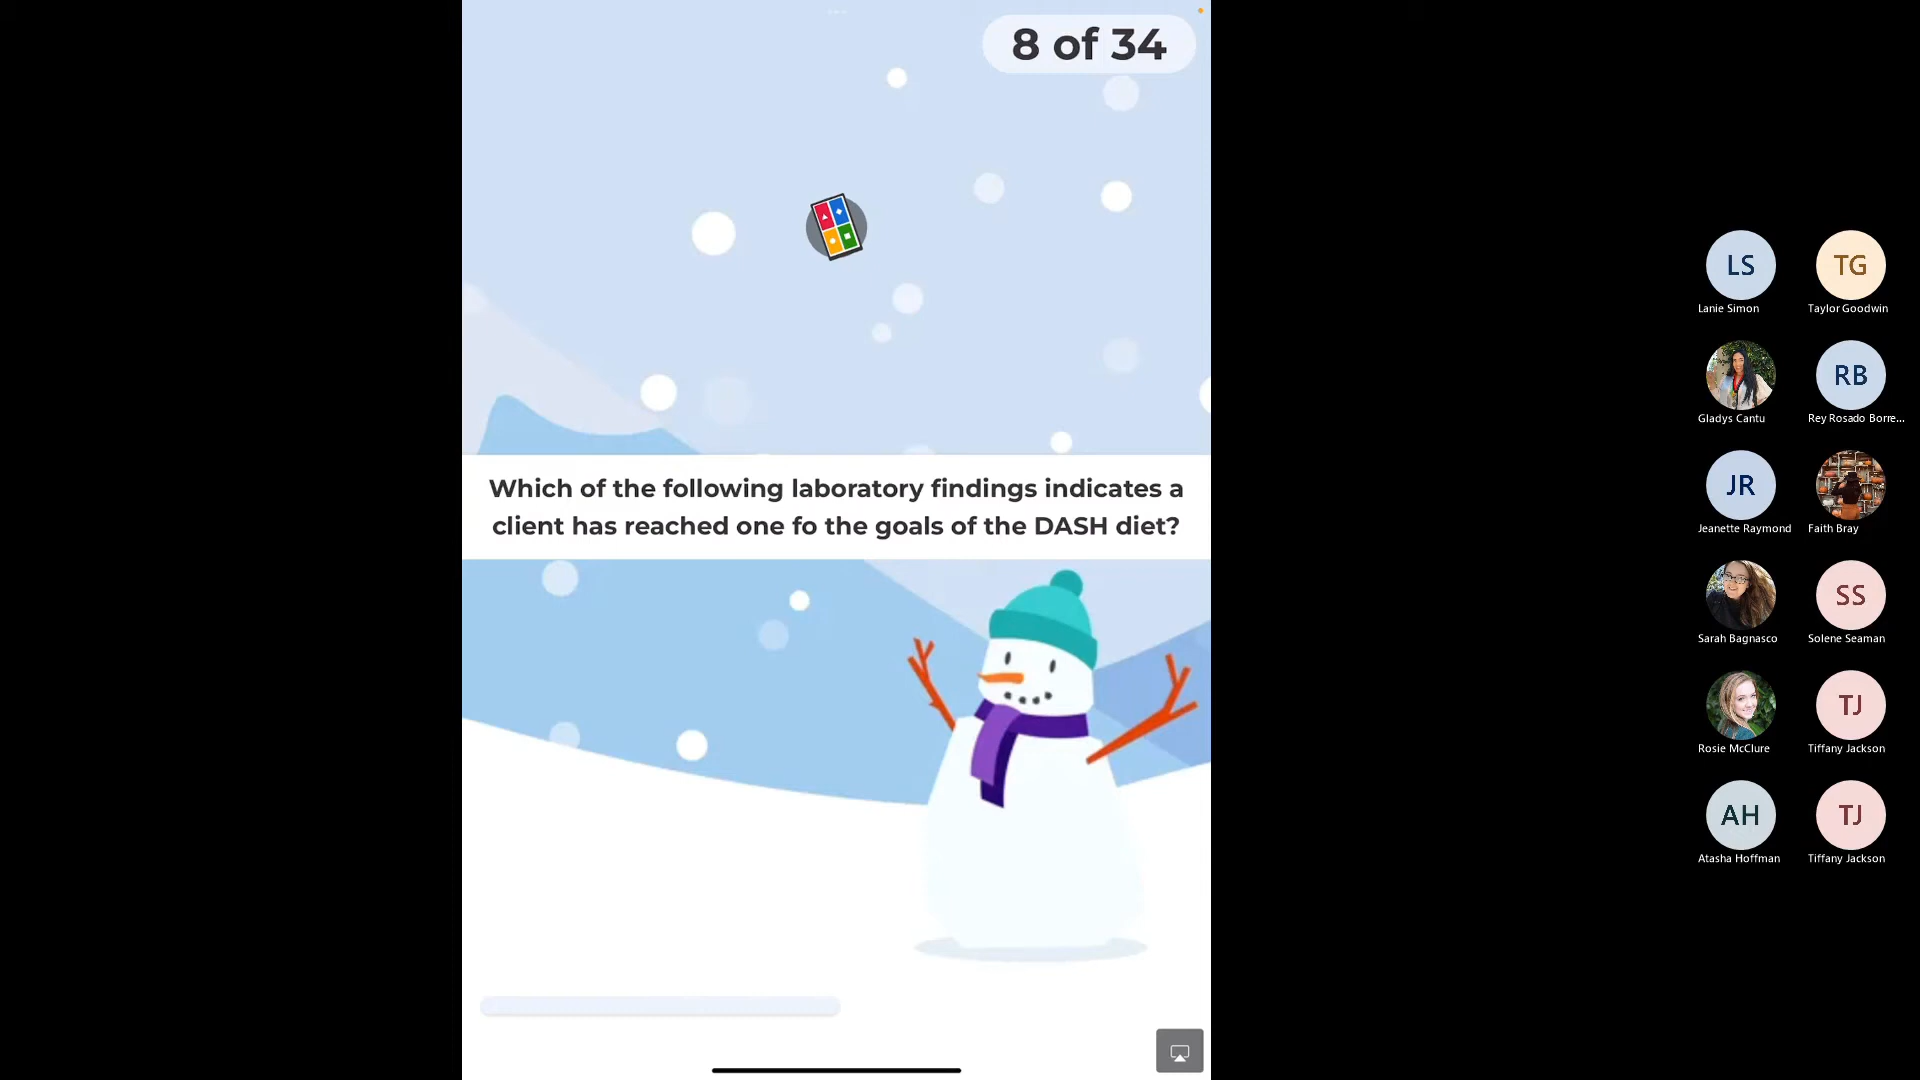 8 of 34
Which of the following laboratory findings indicates a
client has reached one fo the goals of the DASH diet?
LS
TG
Lanie Simon
Taylor Goodwin
RB
Gladys Cantu
Rey Rosado Borre...
JR
Jeanette Raymond
Faith Bray
SS
Sarah Bagnasco
Solene Seaman
TJ
Rosie McClure
Tiffany Jackson
AH
TJ
Atasha Hoffman
Tiffany Jackson